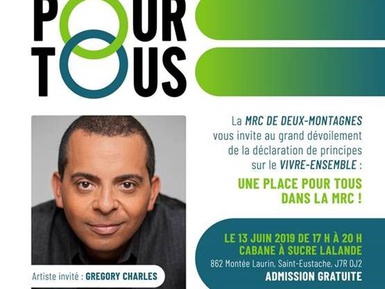 POUR
TOUS
La MRC DE DEUX-MONTAGNES
vous invite au grand dévoilement
de la déclaration de principes
sur le VIVRE-ENSEMBLE :
UNE PLACE POUR TOUS
DANS LA MRC !
LE 13 JUIN 2019 DE 17 H À 20 H
CABANE À SUCRE LALANDE
862 Montée Laurin, Saint-Eustache, J7R 0J2
ADMISSION GRATUITE
Artiste invité : GREGORY CHARLES